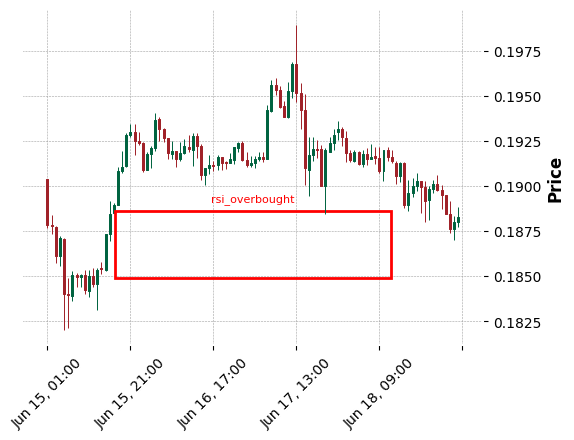 0.1975
0.1950
0.1925
0.1900
0.1875
0.1850
0.1825
Price
rsi_overbought
Jun 15, 01:00
Jun 15, 21:00
Jun 16, 17:00
Jun 17, 13:00
Jun 18, 09:00